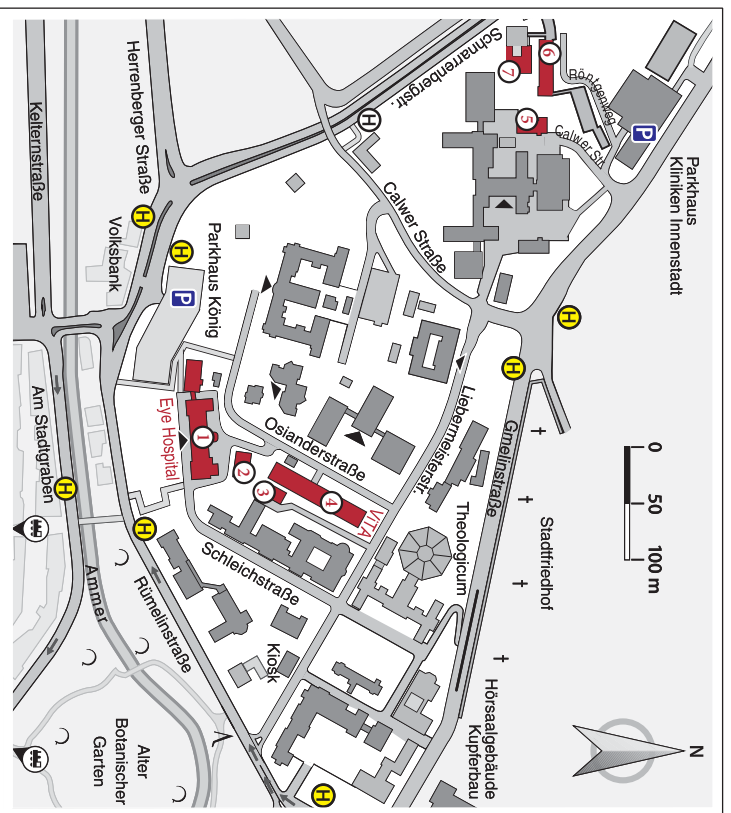 Schnarrenbergstr.
6
7
Röntgenweg
5
Calwer Str.
P
Parkhaus
Kliniken Innenstadt
Herrenberger Straße
Kelternstraße
H
Calwer Straße
H
Volksbank
H
Parkhaus König
P
H
H
Am Stadtgraben
Eye Hospital
1
2
3
4
VITA
Osianderstraße
Liebermeisterstr.
Gmelinstraße
Theologicum
Stadtfriedhof
0
50
100 m
H
H
Ammer
Rümelinstraße
Schleichstraße
Kiosk
Hörsaalgebäude
Kupferbau
N
Alter
Botanischer
Garten
H